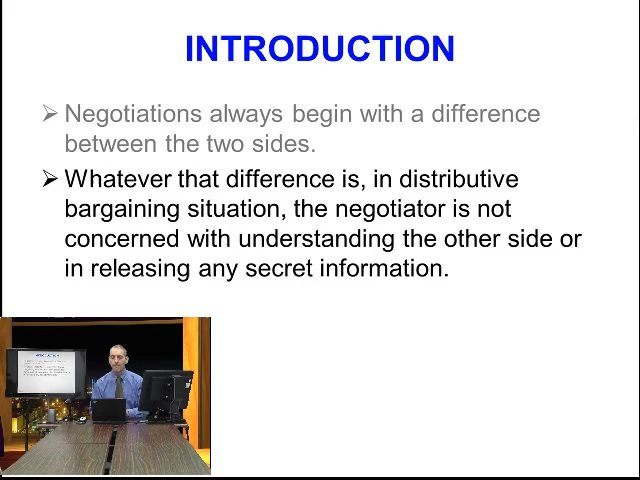 INTRODUCTION
➢ Negotiations always begin with a difference
between the two sides.
➢ Whatever that difference is, in distributive
bargaining situation, the negotiator is not
concerned with understanding the other side or
in releasing any secret information.
INTRODUCTION